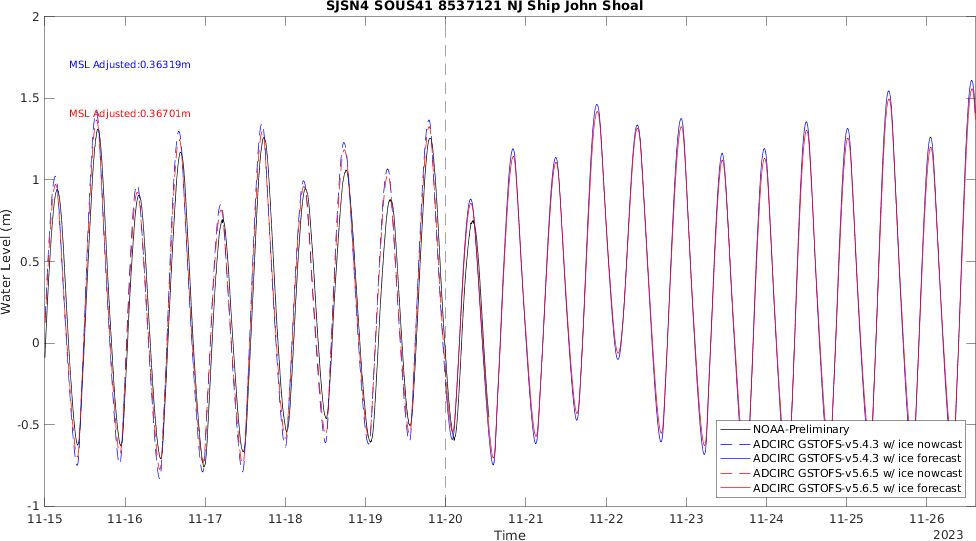 SJSN4 SOUS41 8537121 NJ Ship John Shoal
2
1.5
1
0.5
0
-0.5
-1
Water Level (m)
MSL Adjusted:0.36319m
MSL Adjusted:0.36701m
NOAA-Preliminary
ADCIRC GSTOFS-v5.4.3 w/ ice nowcast
ADCIRC GSTOFS-v5.4.3 w/ ice forecast
ADCIRC GSTOFS-v5.6.5 w/ ice nowcast
ADCIRC GSTOFS-v5.6.5 w/ ice forecast
11-15 11-16 11-17 11-18 11-19 11-20 11-21 11-22 11-23 11-24 11-25 11-26
Time
2023